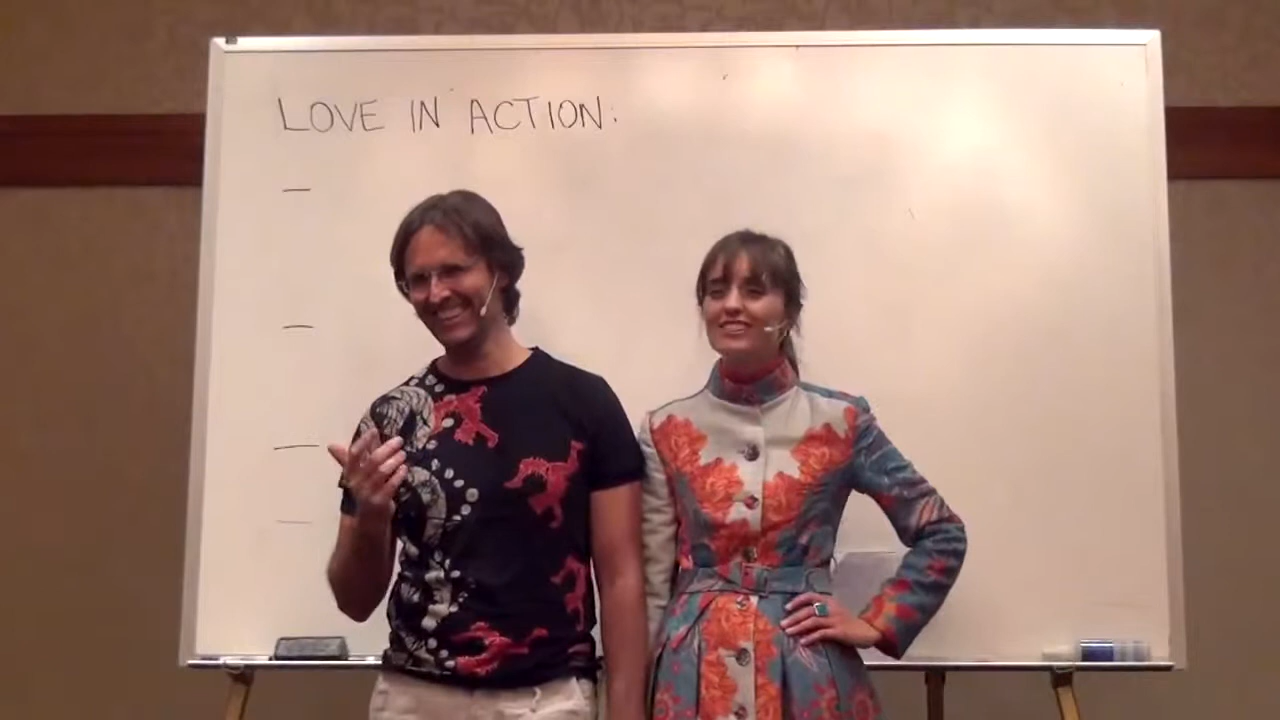 LOVE IN ACTION:
—
—
—
—